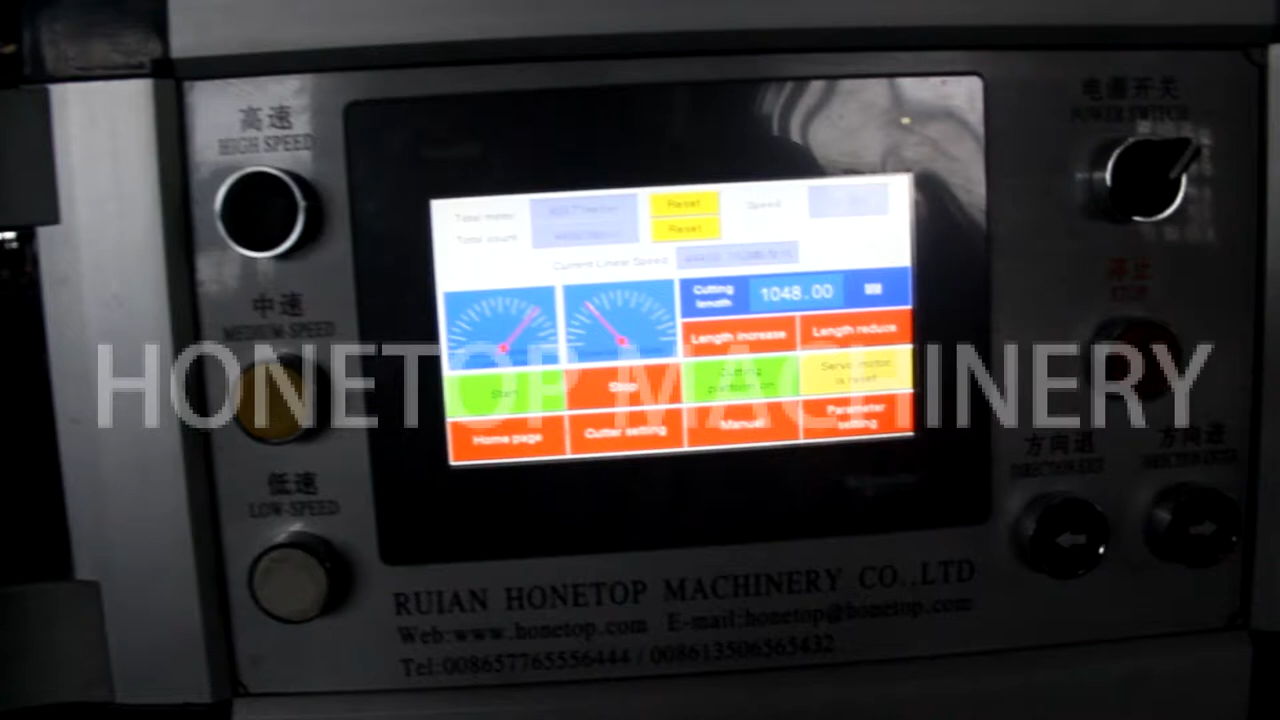 高速
HIGH SPEED
中速
MEDIUM-SPEED
低速
LOW-SPEED
Total meter
Total count
Reset
Reset
Speed
Current Linear Speed
Cutting length
1048.00
Length increase
Length reduce
Start
Stop
Cutting
Servo motor is reset
Home page
Cutter setting
Manual
Parameter setting
电源开关
POWER SWITCH
停止
STOP
方向退
方向进
HONETOP MACHINERY
RUIAN HONETOP MACHINERY CO.,LTD
Web:www.honetop.com E-mail:honetop@honetop.com
Tel:008657765556444 / 008613506565432